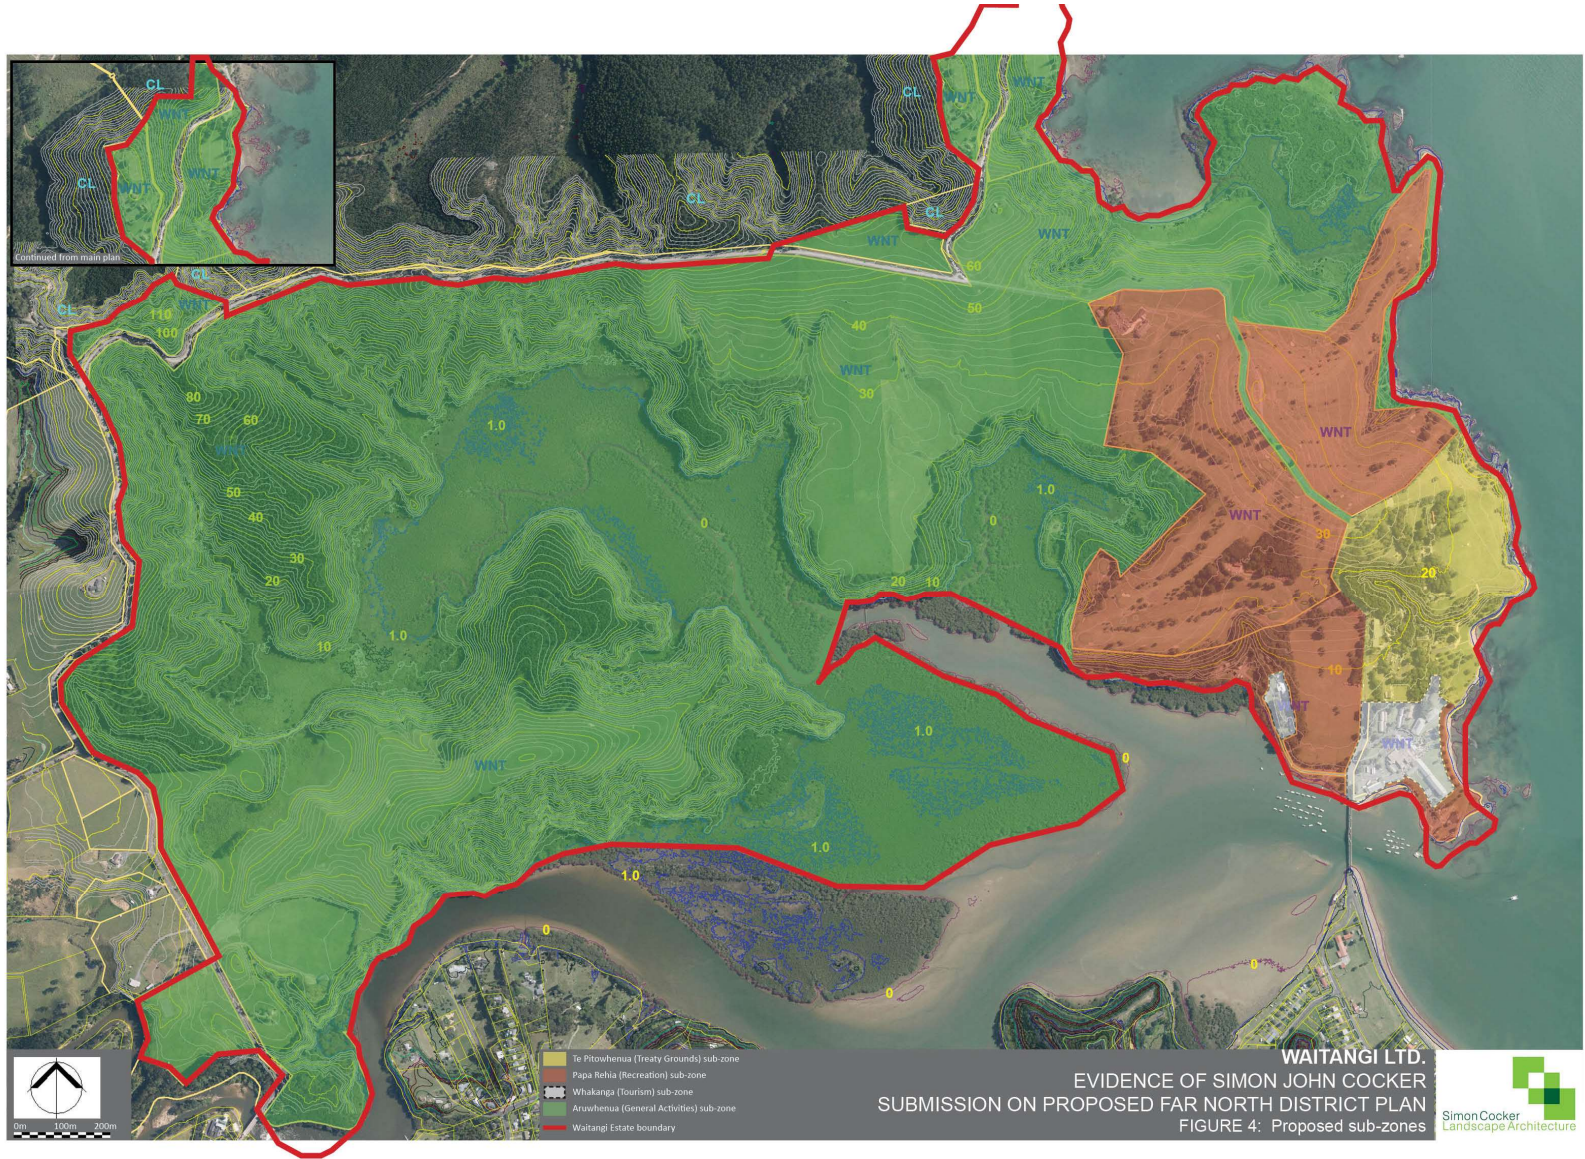 CL
WNT
CL
WNT
WNT
Continued from main plan
CL
WNT
WNT
CL
CL
WNT
WNT
CL
WNT
CL
110
100
60
50
40
WNT
30
80
70
60
50
40
30
20
10
1.0
1.0
0
1.0
0
20
10
WNT
WNT
30
20
10
WNT
WNT
1.0
0
1.0
1.0
0
0
0
0m 100m 200m
Te Pitowhenua (Treaty Grounds) sub-zone
Papa Rehia (Recreation) sub-zone
Whakanga (Tourism) sub-zone
Aruwhenua (General Activities) sub-zone
Waitangi Estate boundary
WAITANGI LTD.
EVIDENCE OF SIMON JOHN COCKER
SUBMISSION ON PROPOSED FAR NORTH DISTRICT PLAN
FIGURE 4: Proposed sub-zones
Simon Cocker
Landscape Architecture